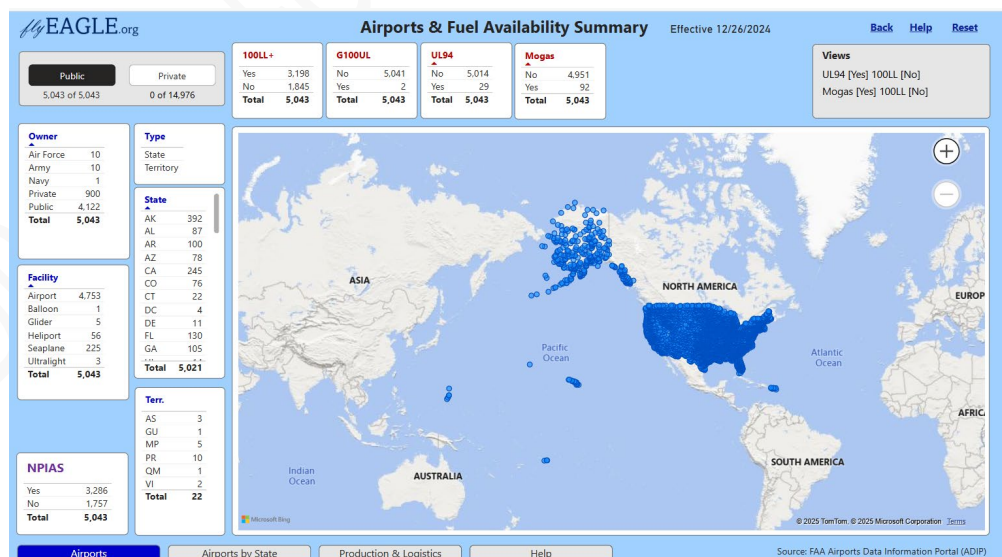 flyEAGLE.org
Airports & Fuel Availability Summary
Effective 12/26/2024
Back Help Reset
Public
5,043 of 5,043
Private
0 of 14,976
100LL+
Yes 3,198
No 1,845
Total 5,043
G100UL
No 5,041
Yes 2
Total 5,043
UL94
No 5,014
Yes 29
Total 5,043
Mogas
No 4,951
Yes 92
Total 5,043
Views
UL94 [Yes] 100LL [No]
Mogas [Yes] 100LL [No]
Owner
Air Force 10
Army 10
Navy 1
Private 900
Public 4,122
Total 5,043
Type
State
Territory
State
AK 392
AL 87
AR 100
AZ 78
CA 245
CO 76
CT 22
DC 4
DE 11
FL 130
GA 105
Total 5,021
Facility
Airport 4,753
Balloon 1
Glider 5
Heliport 56
Seaplane 225
Ultralight 3
Total 5,043
Terr.
AS 3
GU 1
MP 5
PR 10
QM 1
VI 2
Total 22
NPIAS
Yes 3,286
No 1,757
Total 5,043
ASIA
NORTH AMERICA
EUROP
Pacific
Ocean
Atlantic
Ocean
AFRIC
Indian
Ocean
AUSTRALIA
SOUTH AMERICA
Microsoft Bing
© 2025 TomTom, © 2025 Microsoft Corporation Terms
Airports
Airports by State
Production & Logistics
Help
Source: FAA Airports Data Information Portal (ADIP)